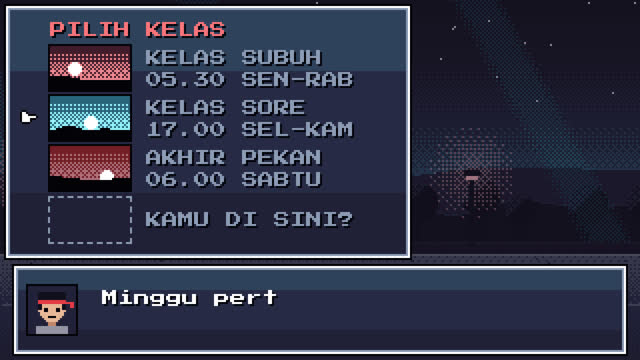 PILIH KELAS
KELAS SUBUH
05.30 SEN-RAB
KELAS SORE
17.00 SEL-KAM
AKHIR PEKAN
06.00 SABTU
KAMU DI SINI?
Minggu pert